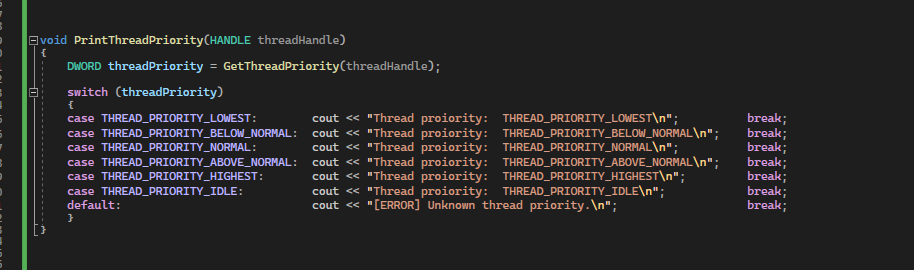 void PrintThreadPriority(HANDLE threadHandle)
{
DWORD threadPriority = GetThreadPriority(threadHandle);
switch (threadPriority)
{
case THREAD_PRIORITY_LOWEST: cout << "Thread proiority: THREAD_PRIORITY_LOWEST\n"; break;
case THREAD_PRIORITY_BELOW_NORMAL: cout << "Thread proiority: THREAD_PRIORITY_BELOW_NORMAL\n"; break;
case THREAD_PRIORITY_NORMAL: cout << "Thread proiority: THREAD_PRIORITY_NORMAL\n"; break;
case THREAD_PRIORITY_ABOVE_NORMAL: cout << "Thread proiority: THREAD_PRIORITY_ABOVE_NORMAL\n"; break;
case THREAD_PRIORITY_HIGHEST: cout << "Thread proiority: THREAD_PRIORITY_HIGHEST\n"; break;
case THREAD_PRIORITY_IDLE: cout << "Thread proiority: THREAD_PRIORITY_IDLE\n"; break;
default: cout << "[ERROR] Unknown thread priority.\n"; break;
}
}